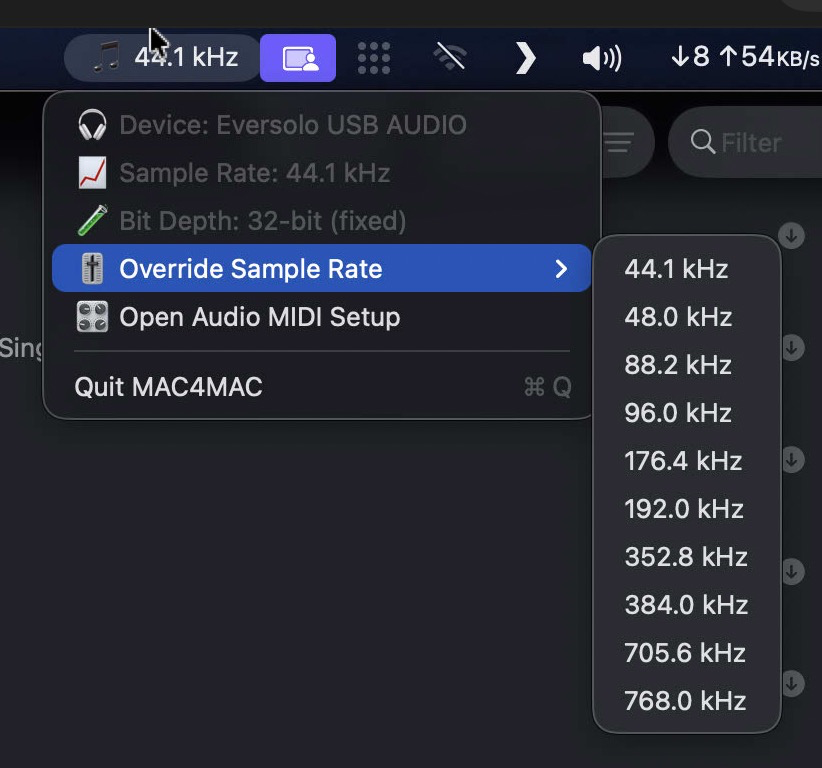 44.1 kHz
↓8 ↑54KB/s
Device: Eversolo USB AUDIO
Filter
Sample Rate: 44.1 kHz
Bit Depth: 32-bit (fixed)
Override Sample Rate
Open Audio MIDI Setup
Sing
Quit MAC4MAC
⌘ Q
44.1 kHz
48.0 kHz
88.2 kHz
96.0 kHz
176.4 kHz
192.0 kHz
352.8 kHz
384.0 kHz
705.6 kHz
768.0 kHz